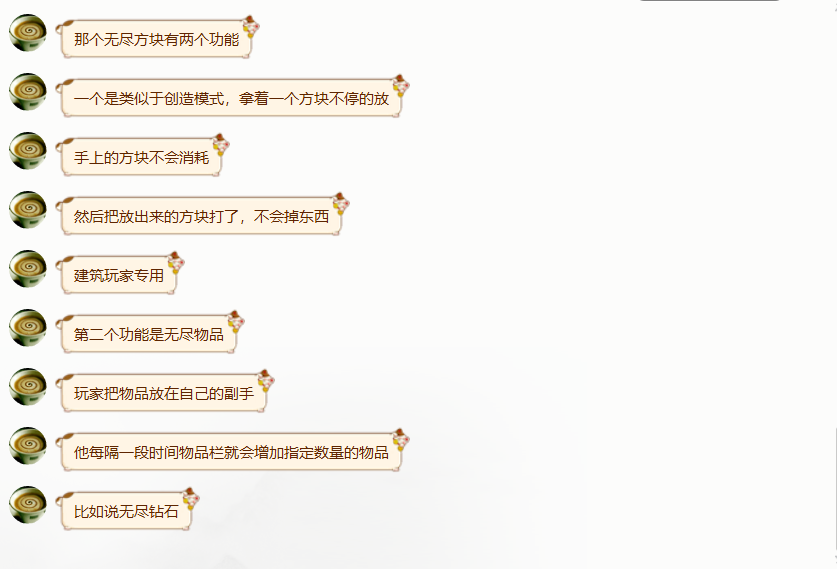 那个无尽方块有两个功能
一个是类似于创造模式，拿着一个方块不停的放
手上的方块不会消耗
然后把放出来的方块打了，不会掉东西
建筑玩家专用
第二个功能是无尽物品
玩家把物品放在自己的副手
他每隔一段时间物品栏就会增加指定数量的物品
比如说无尽钻石